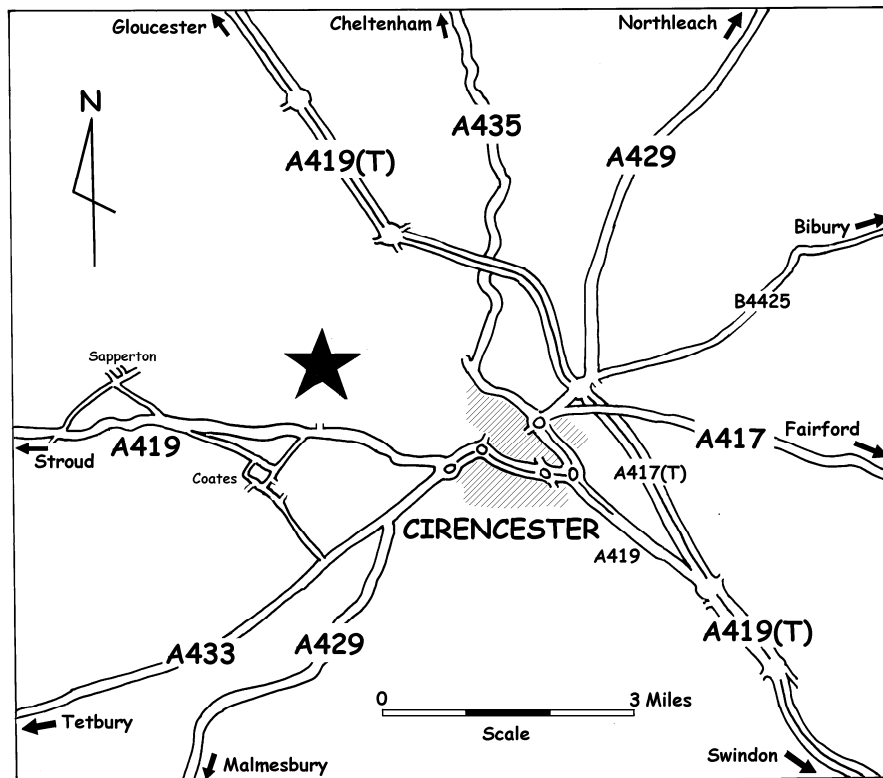 Gloucester
Cheltenham
Northleach
N
A435
A419(T)
A429
Bibury
B4425
Sapperton
A419
Stroud
Coates
A417
Fairford
A417(T)
CIRENCESTER
A419
A433
A429
A419(T)
0
3 Miles
Scale
Tetbury
Malmesbury
Swindon